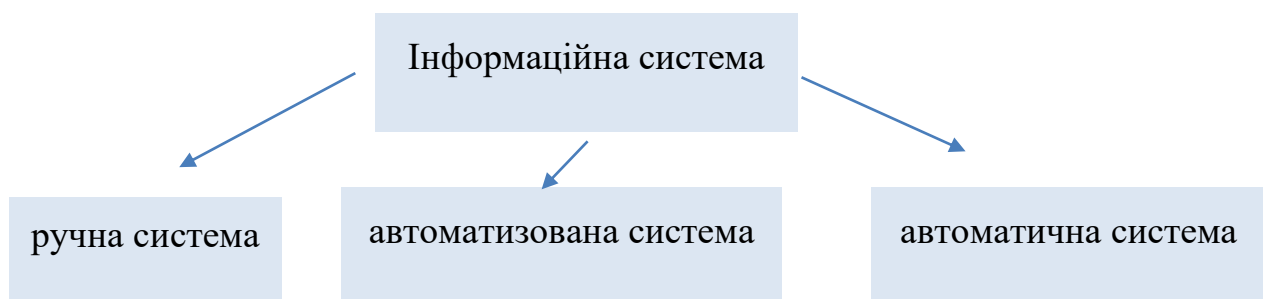 Інформаційна система
ручна система
автоматизована система
автоматична система